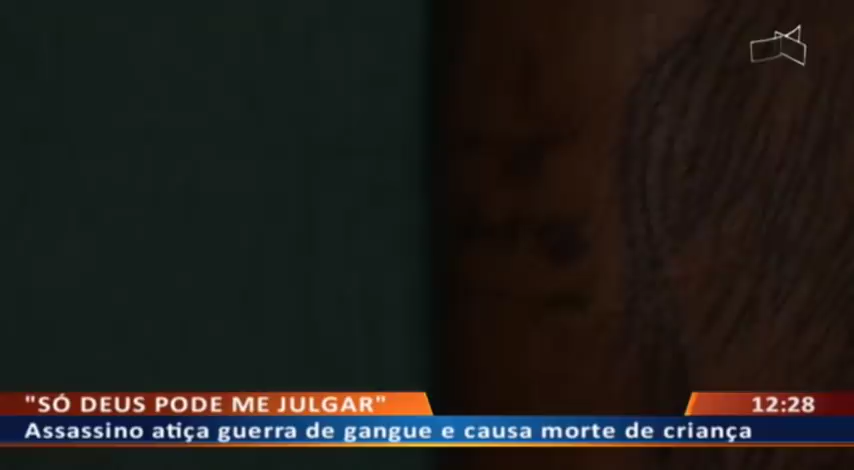 "SÓ DEUS PODE ME JULGAR"
12:28
Assassino atiça guerra de gangue e causa morte de criança